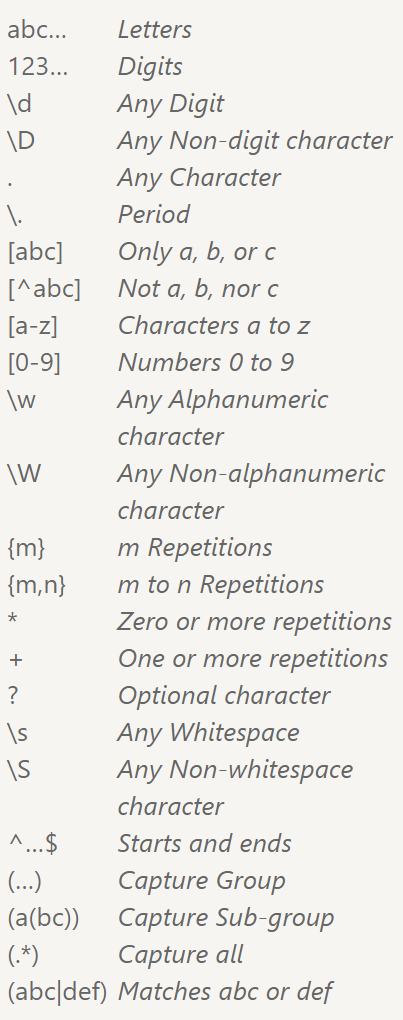 abc… Letters
123… Digits
\d Any Digit
\D Any Non-digit character
. Any Character
\. Period
[abc] Only a, b, or c
[^abc] Not a, b, nor c
[a-z] Characters a to z
[0-9] Numbers 0 to 9
\w Any Alphanumeric
character
\W Any Non-alphanumeric
character
{m} m Repetitions
{m,n} m to n Repetitions
* Zero or more repetitions
+ One or more repetitions
? Optional character
\s Any Whitespace
\S Any Non-whitespace
character
^…$ Starts and ends
(…) Capture Group
(a(bc)) Capture Sub-group
(.*) Capture all
(abc|def) Matches abc or def